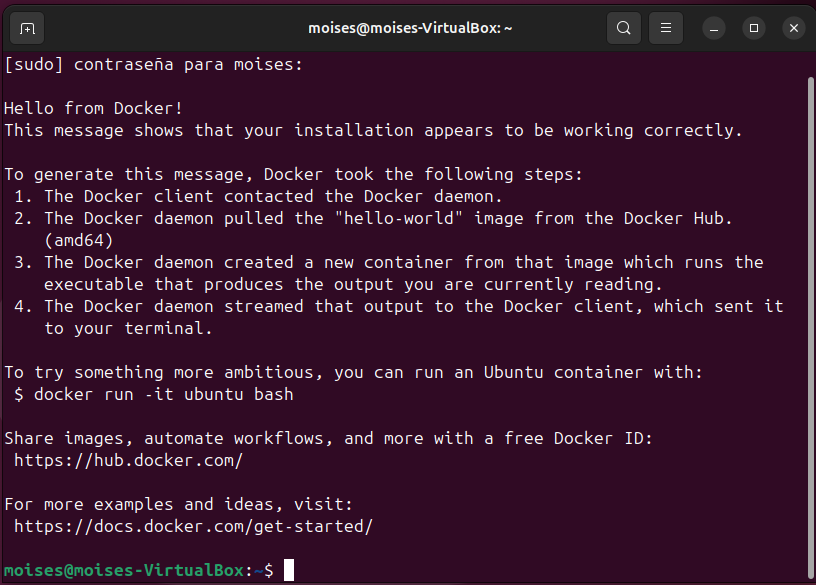 moises@moises-VirtualBox: ~
[sudo] contraseña para moises:
Hello from Docker!
This message shows that your installation appears to be working correctly.
To generate this message, Docker took the following steps:
1. The Docker client contacted the Docker daemon.
2. The Docker daemon pulled the "hello-world" image from the Docker Hub.
(amd64)
3. The Docker daemon created a new container from that image which runs the
executable that produces the output you are currently reading.
4. The Docker daemon streamed that output to the Docker client, which sent it
to your terminal.
To try something more ambitious, you can run an Ubuntu container with:
$ docker run -it ubuntu bash
Share images, automate workflows, and more with a free Docker ID:
https://hub.docker.com/
For more examples and ideas, visit:
https://docs.docker.com/get-started/
moises@moises-VirtualBox:~$